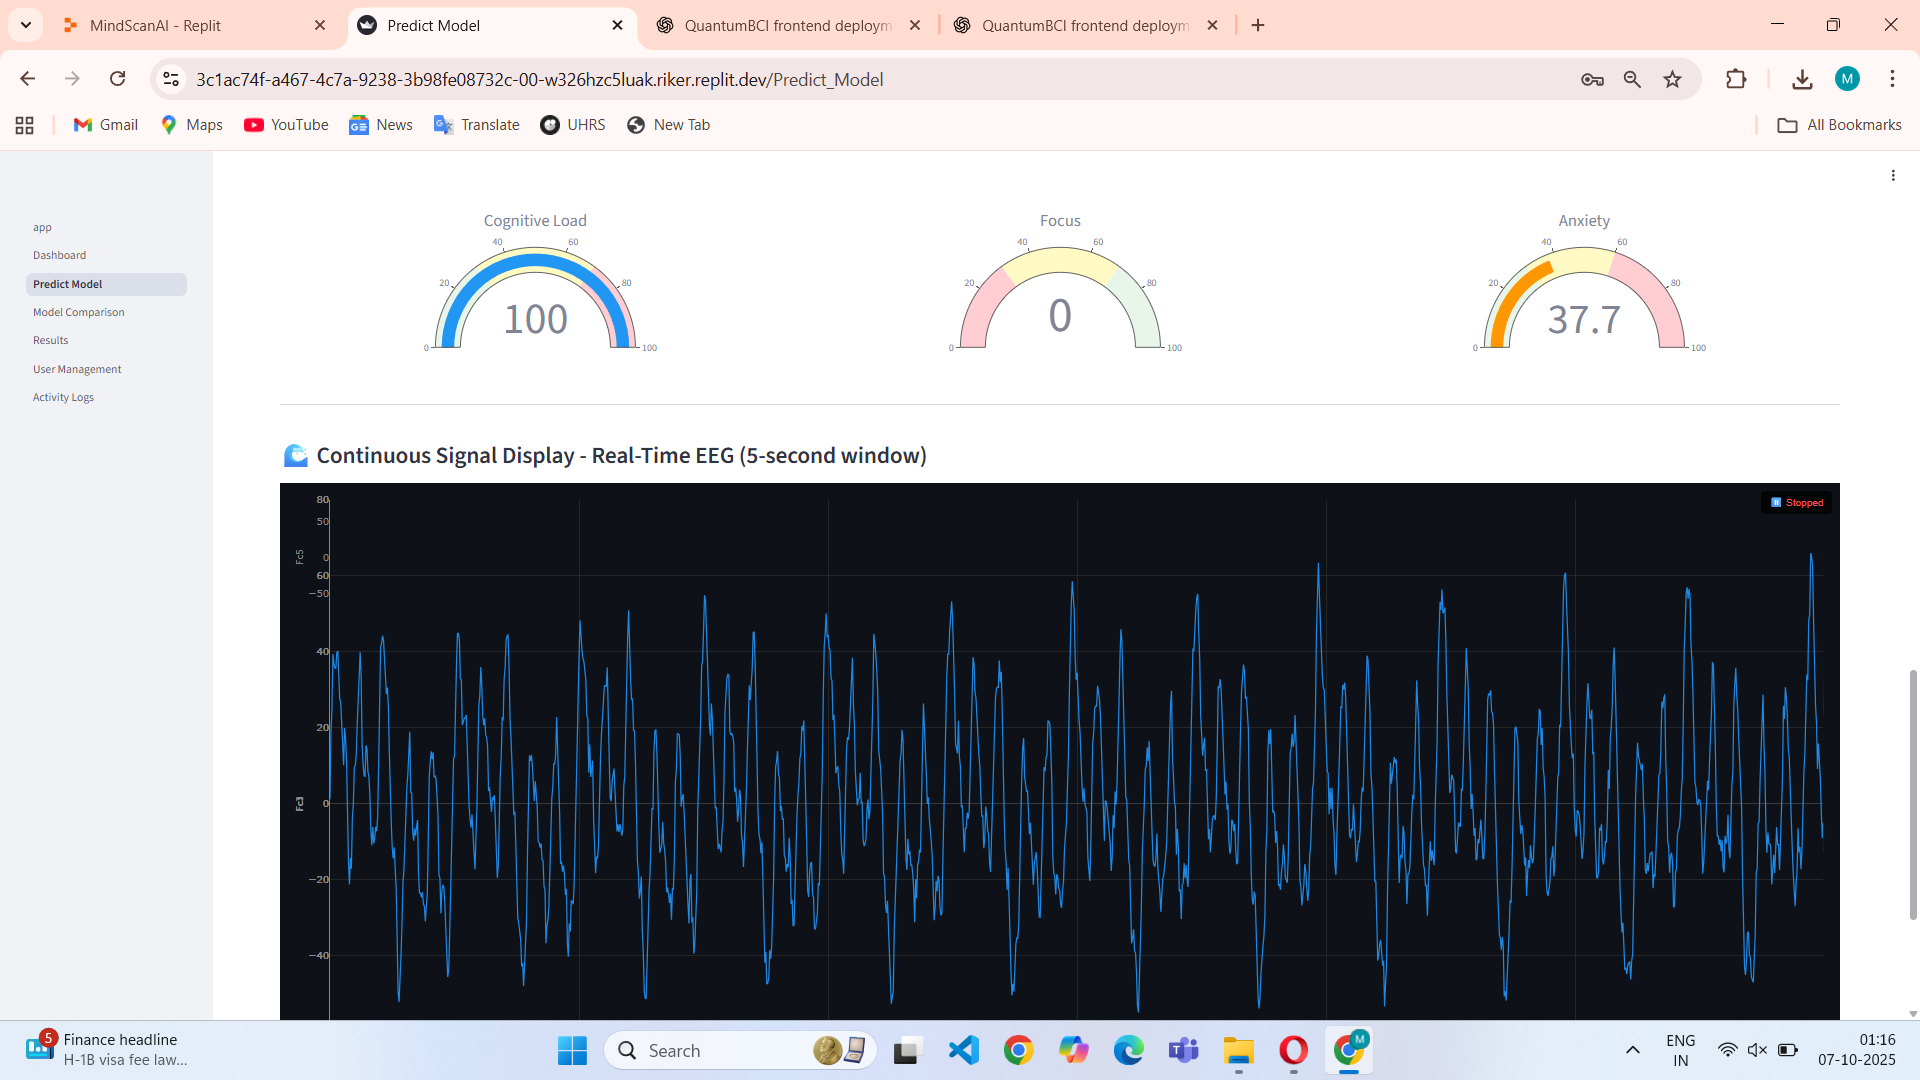 MindScanAI - Replit
Predict Model
QuantumBCI frontend deploym
QuantumBCI frontend deploym
3c1ac74f-a467-4c7a-9238-3b98fe08732c-00-w326hzc5luak.riker.replit.dev/Predict_Model
M
Gmail
Maps
YouTube
News
Translate
UHRS
New Tab
All Bookmarks
app
Dashboard
Predict Model
Model Comparison
Results
User Management
Activity Logs
Cognitive Load
0
20
40
60
80
100
100
Focus
0
20
40
60
80
100
0
Anxiety
0
20
40
60
80
100
37.7
Continuous Signal Display - Real-Time EEG (5-second window)
Stopped
80
50
Fc5
0
60
−50
40
20
0
−20
−40
5
Finance headline
H-1B visa fee law...
Search
M
ENG
IN
01:16
07-10-2025